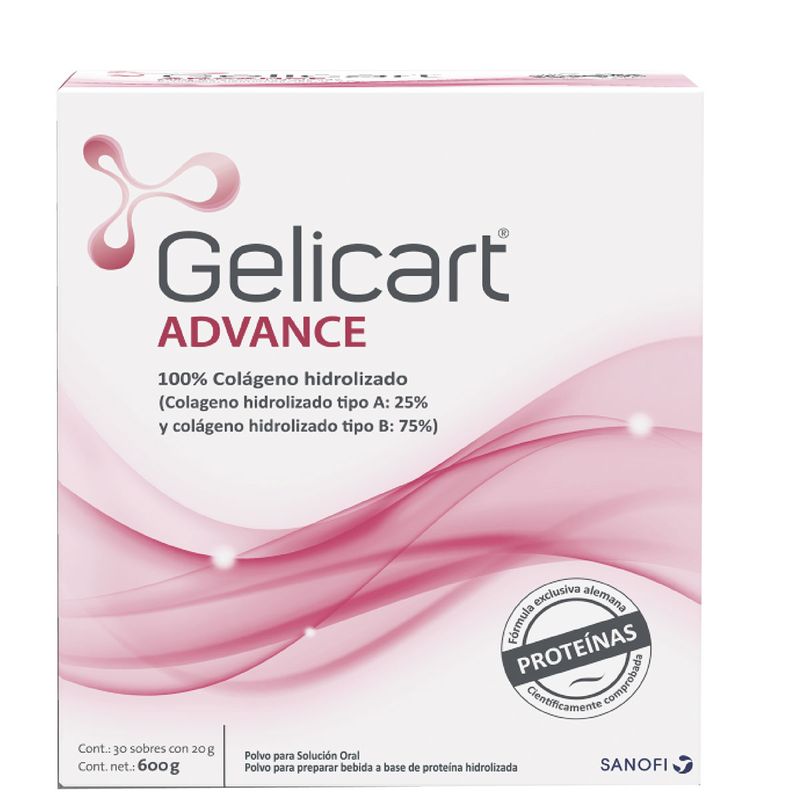 Gelicart
Gelicart®
ADVANCE
100% Colágeno hidrolizado
(Colageno hidrolizado tipo A: 25%
y colágeno hidrolizado tipo B: 75%)
Fórmula exclusiva alemana
PROTEÍNAS
Científicamente comprobada
Cont.: 30 sobres con 20 g
Cont. net.: 600 g
Polvo para Solución Oral
Polvo para preparar bebida a base de proteína hidrolizada
SANOFI